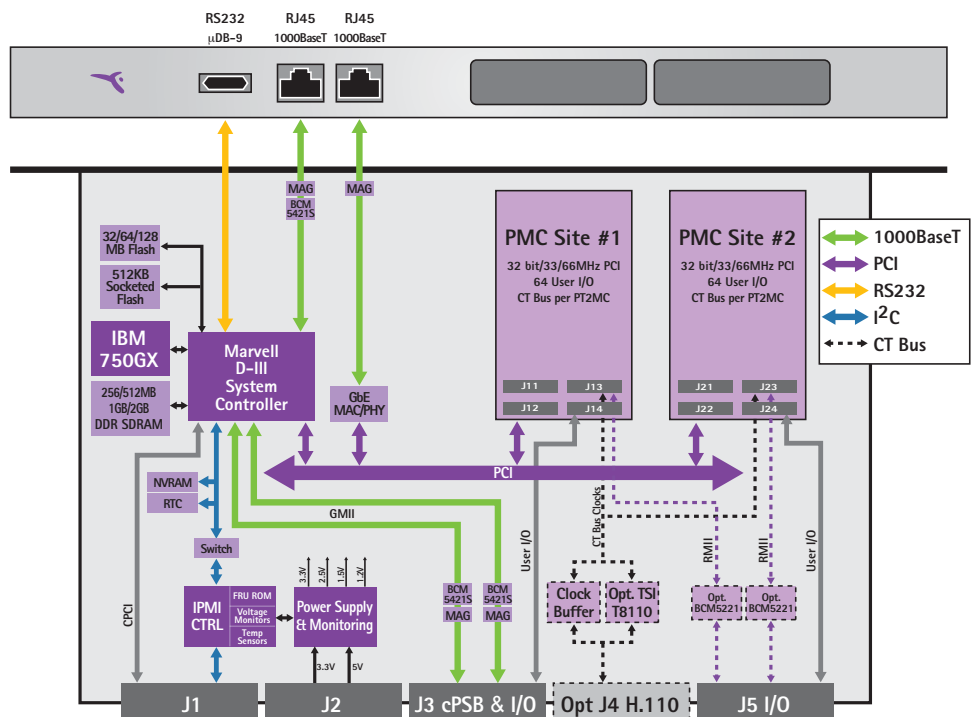 RS232
µDB-9
RJ45
1000BaseT
RJ45
1000BaseT
MAG
BCM
5421S
MAG
32/64/128
MB Flash
512KB
Socketed
Flash
IBM
750GX
256/512MB
1GB/2GB
DDR SDRAM
Marvell
D-III
System
Controller
GbE
MAC/PHY
PMC Site #1
32 bit/33/66MHz PCI
64 User I/O
CT Bus per PT2MC
J11
J13
J12
J14
PMC Site #2
32 bit/33/66MHz PCI
64 User I/O
CT Bus per PT2MC
J21
J23
J22
J24
1000BaseT
PCI
RS232
I²C
CT Bus
PCI
NVRAM
RTC
GMII
Switch
CPCI
IPMI
CTRL
FRU ROM
Voltage
Monitors
Temp
Sensors
3.3V
2.5V
1.5V
1.2V
Power Supply
& Monitoring
3.3V
5V
BCM
5421S
MAG
BCM
5421S
MAG
User I/O
CT Bus Clocks
Clock
Buffer
Opt. TSI
T8110
RMII
RMII
Opt.
BCM5221
Opt.
BCM5221
User I/O
J1
J2
J3 cPSB & I/O
Opt J4 H.110
J5 I/O